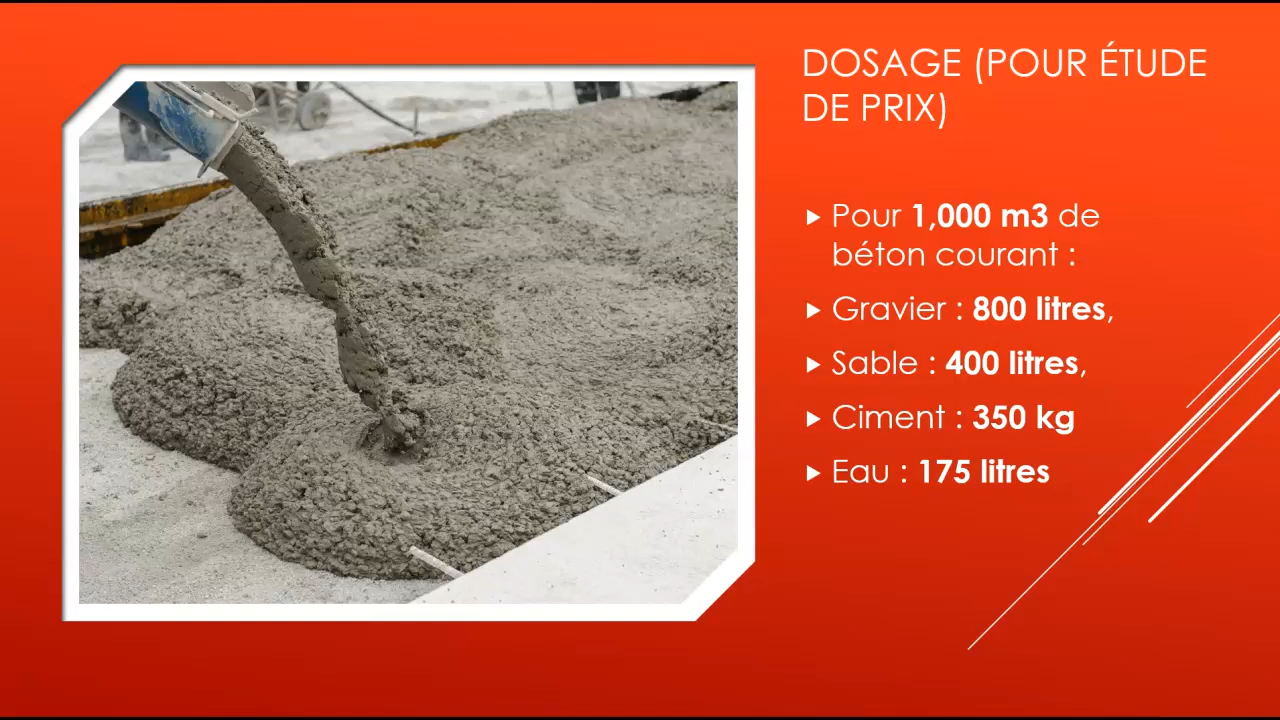 DOSAGE (POUR ÉTUDE
DE PRIX)
Pour 1,000 m3 de
béton courant :
Gravier : 800 litres,
Sable : 400 litres,
Ciment : 350 kg
Eau : 175 litres